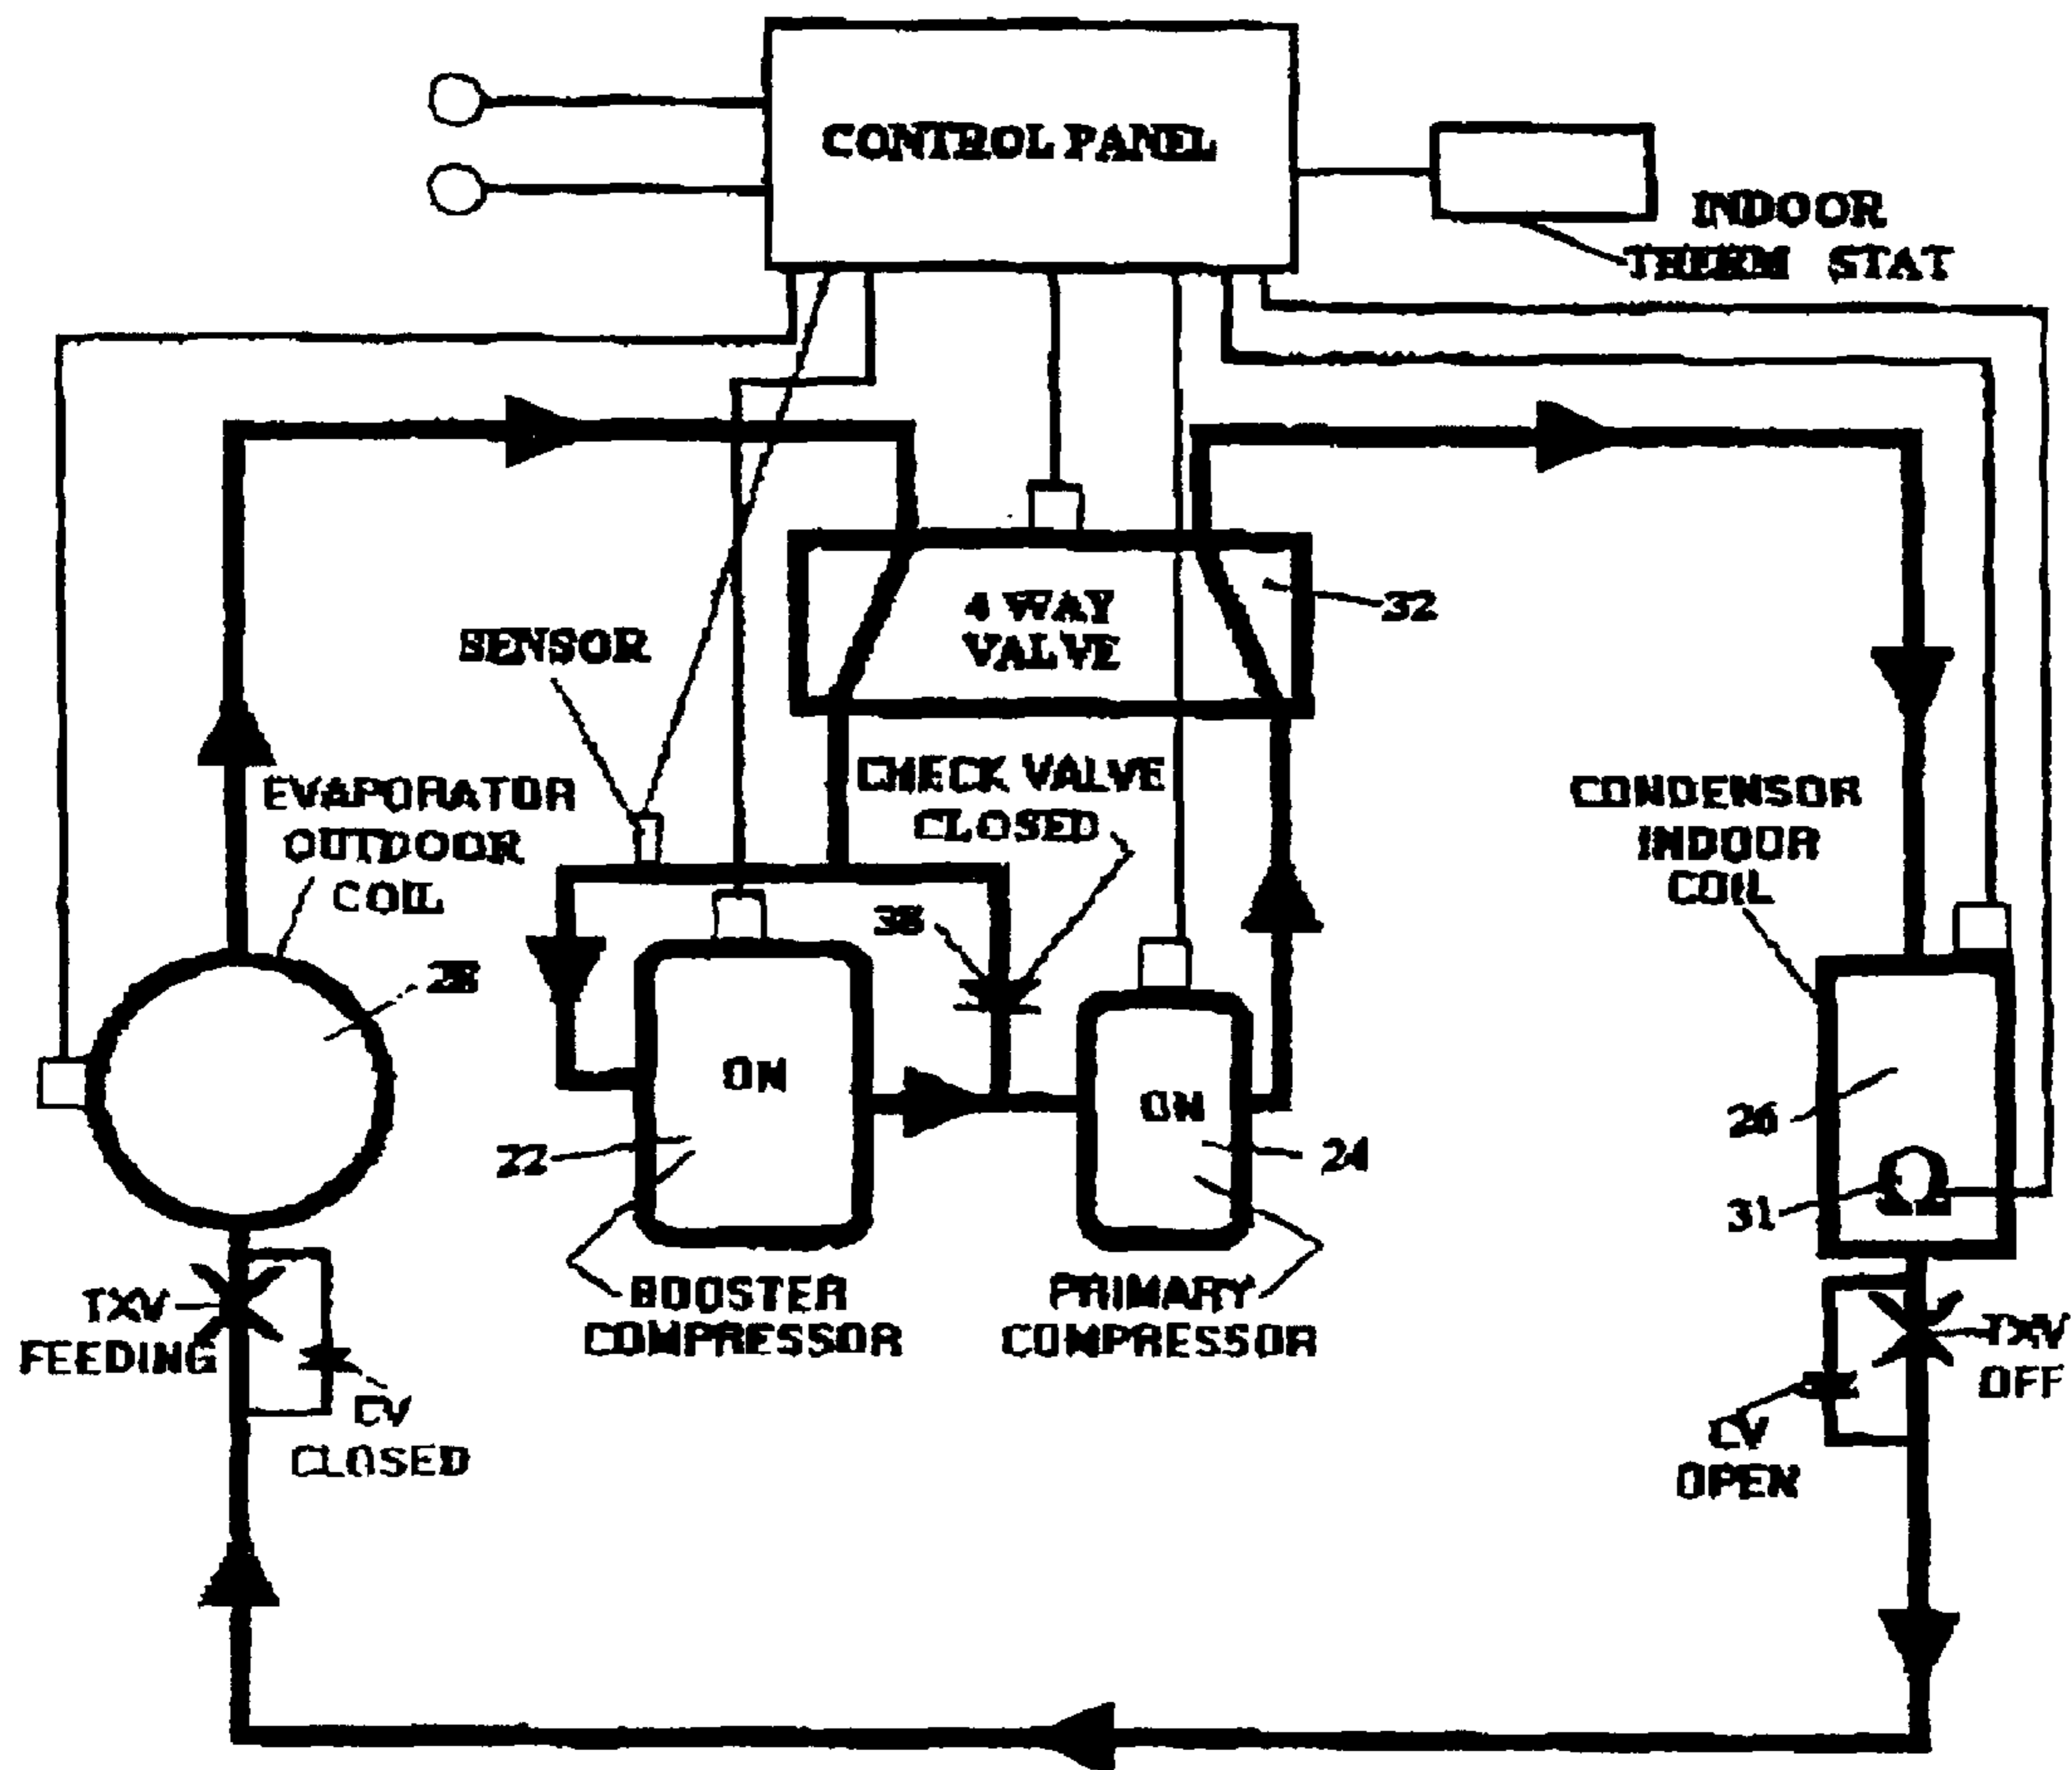 CONTROL PANEL
INDOOR
THERM STAT
4 WAY
VALVE
32
SENSOR
CHECK VALVE
CLOSED
EVAPORATOR
OUTDOOR
COIL
CONDENSOR
INDOOR
COIL
38
28
ON
ON
22
24
26
31
BOOSTER
COMPRESSOR
PRIMARY
COMPRESSOR
TXV
FEEDING
CV
CLOSED
TXV
OFF
CV
OPEN